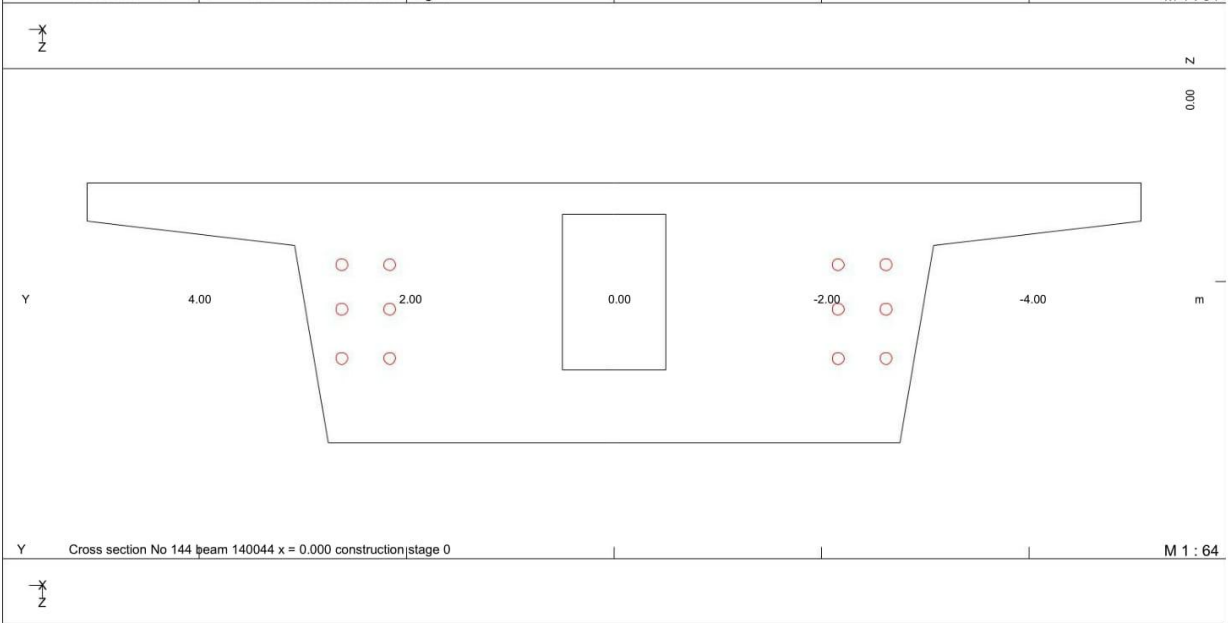 X
Z
Z
0.00
Y 4.00 2.00 0.00 -2.00 -4.00 m
Y Cross section No 144 beam 140044 x = 0.000 construction stage 0 M 1 : 64
X
Z